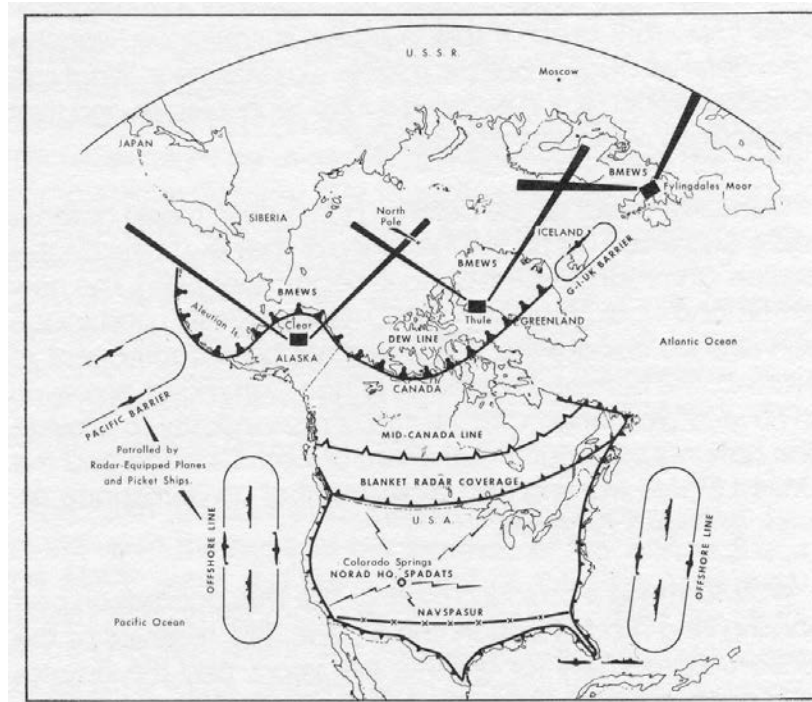 U. S. S. R.
Moscow
JAPAN
BMEWS
Fylingdales Moor
SIBERIA
North
Pole
ICELAND
BMEWS
G-I-UK BARRIER
BMEWS
Aleutian Is.
Clear
Thule
GREENLAND
DEW LINE
ALASKA
Atlantic Ocean
CANADA
PACIFIC BARRIER
MID-CANADA LINE
Patrolled by
Radar-Equipped Planes
and Picket Ships.
BLANKET RADAR COVERAGE
U. S. A.
OFFSHORE LINE
OFFSHORE LINE
Colorado Springs
NORAD HQ. SPADATS
NAVSPASUR
Pacific Ocean